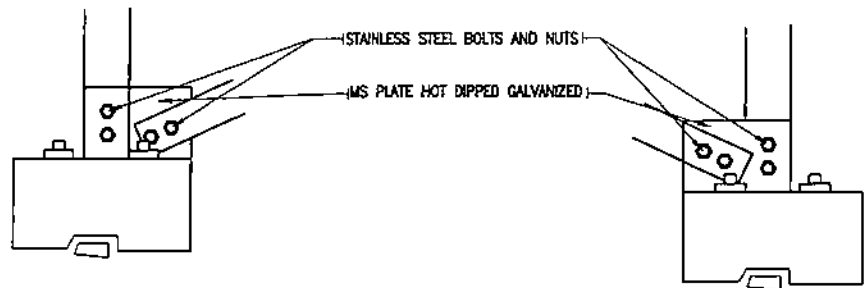 STAINLESS STEEL BOLTS AND NUTS
MS PLATE HOT DIPPED GALVANIZED